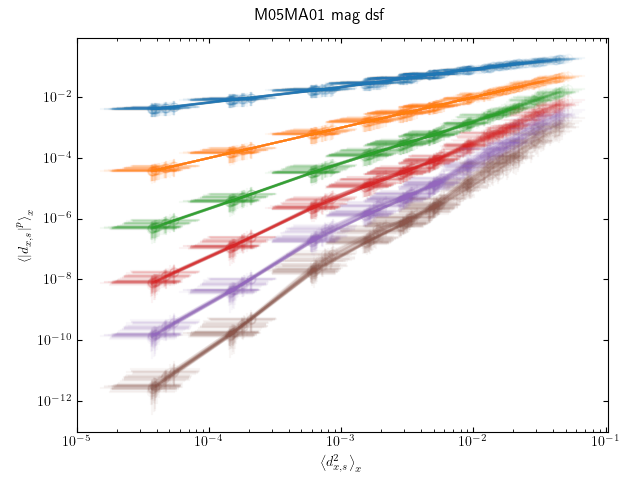 M05MA01 mag dsf
⟨|d_{x,s}|^p⟩_x
10^{-2}
10^{-4}
10^{-6}
10^{-8}
10^{-10}
10^{-12}
10^{-5} 10^{-4} 10^{-3} 10^{-2} 10^{-1}
⟨d^2_{x,s}⟩_x